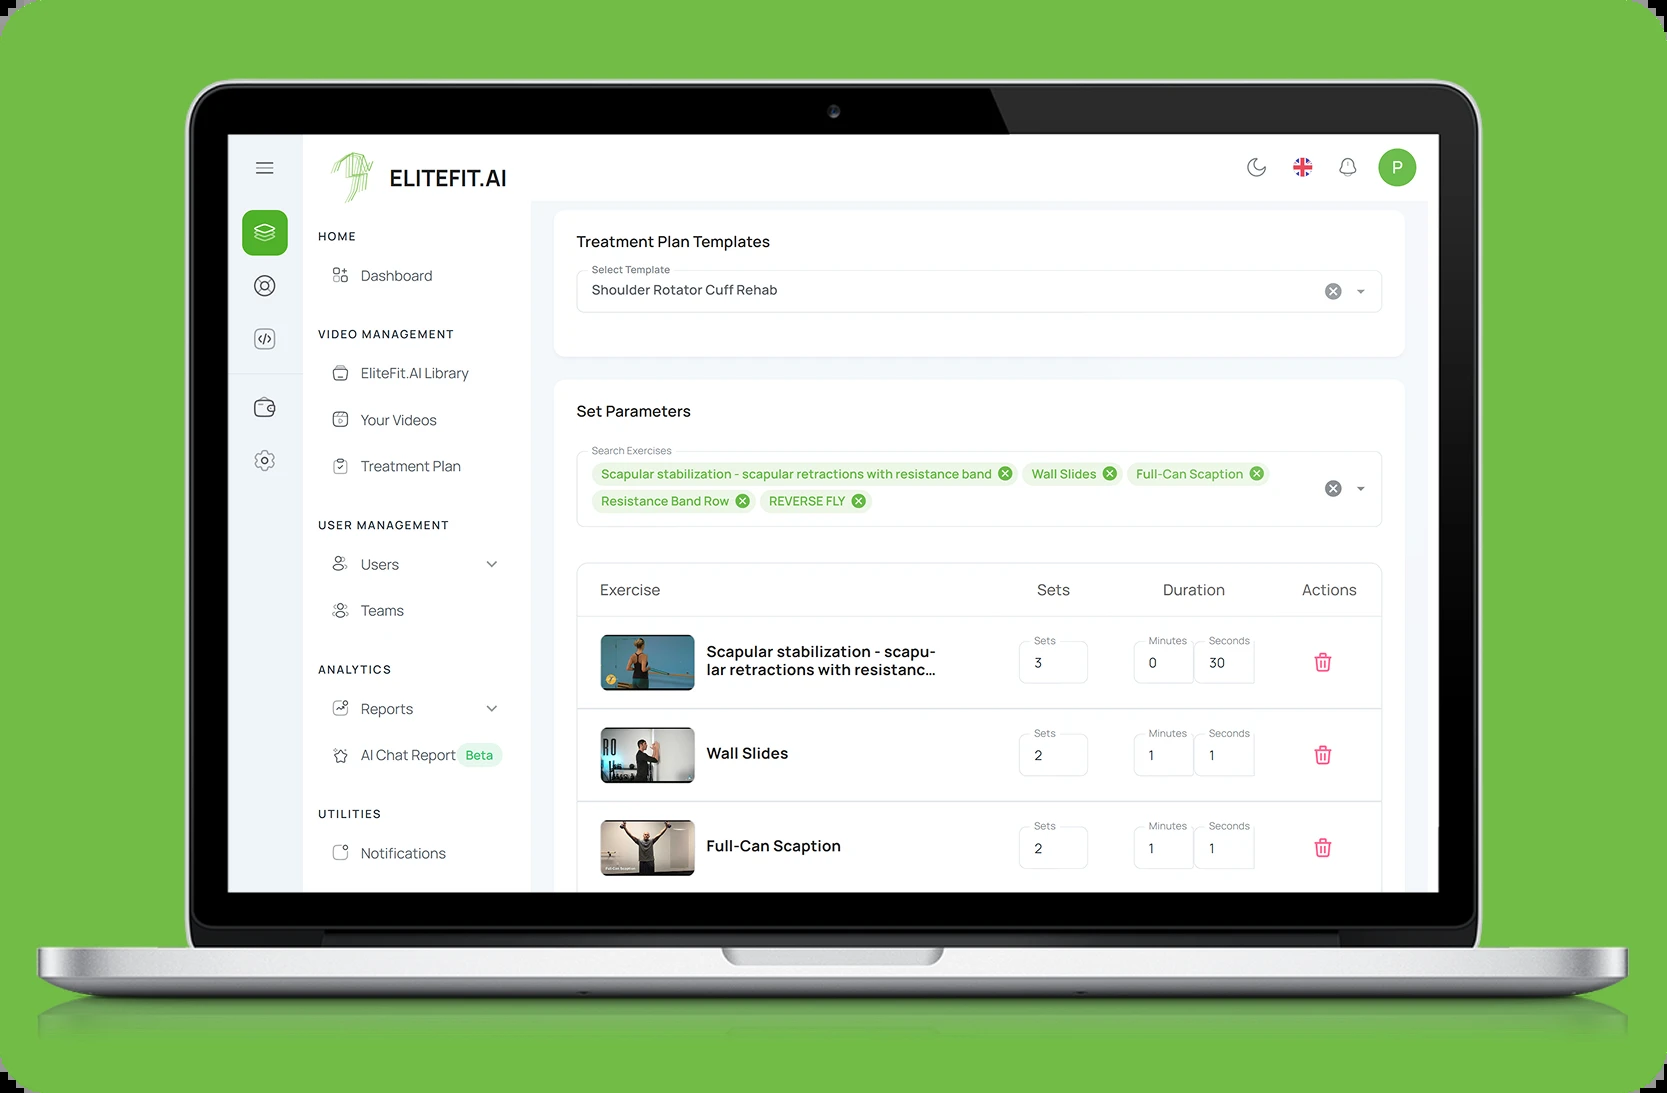 ELITEFIT.AI
P
HOME
Dashboard
VIDEO MANAGEMENT
EliteFit.AI Library
Your Videos
Treatment Plan
USER MANAGEMENT
Users
Teams
ANALYTICS
Reports
AI Chat Report Beta
UTILITIES
Notifications
Treatment Plan Templates
Select Template
Shoulder Rotator Cuff Rehab
Set Parameters
Search Exercises
Scapular stabilization - scapular retractions with resistance band Wall Slides Full-Can Scaption
Resistance Band Row REVERSE FLY
Exercise Sets Duration Actions
Sets Minutes Seconds
Scapular stabilization - scapu-
lar retractions with resistanc...
3 0 30
Sets Minutes Seconds
Wall Slides 2 1 1
Sets Minutes Seconds
Full-Can Scaption 2 1 1